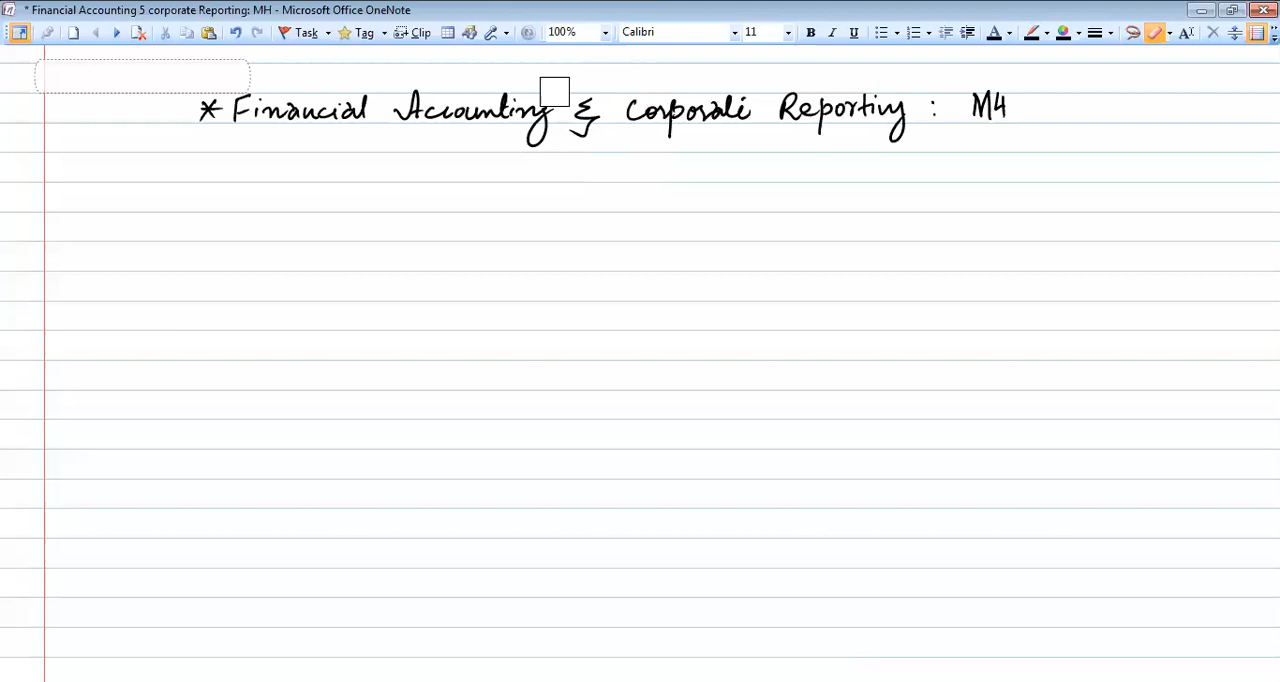 * Financial Accounting 5 corporate Reporting: MH - Microsoft Office OneNote
Task Tag Clip 100% Calibri 11 B I U A A
* Financial Accounting & Corporate Reporting : M4